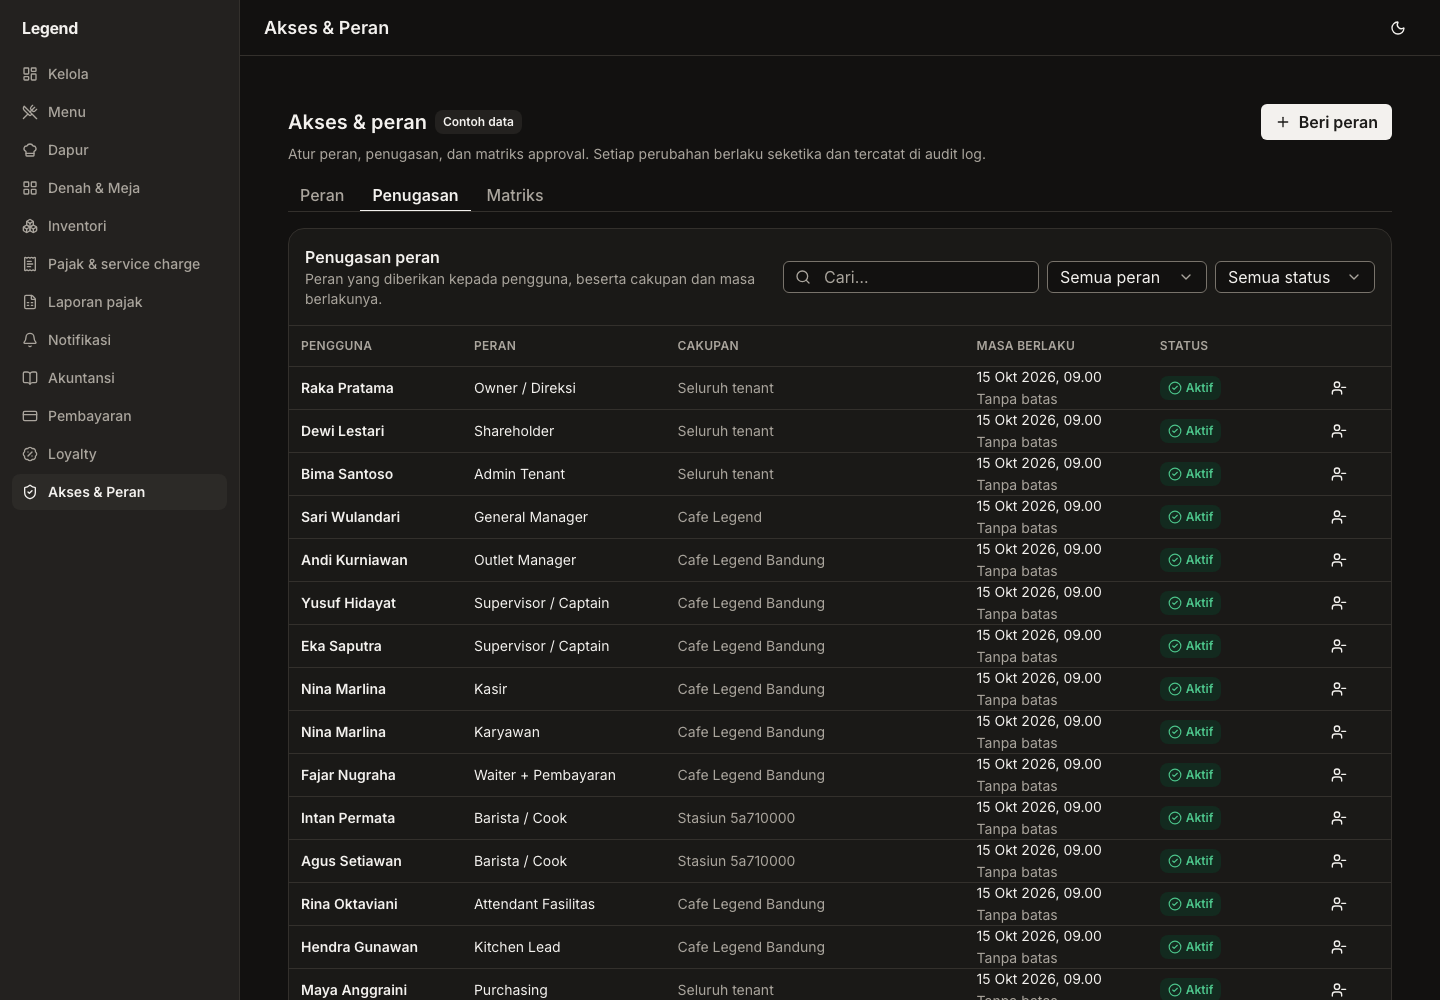 Legend
Kelola
Menu
Dapur
Denah & Meja
Inventori
Pajak & service charge
Laporan pajak
Notifikasi
Akuntansi
Pembayaran
Loyalty
Akses & Peran
Akses & Peran
Akses & peran
Contoh data
Beri peran
Atur peran, penugasan, dan matriks approval. Setiap perubahan berlaku seketika dan tercatat di audit log.
Peran Penugasan Matriks
Penugasan peran
Peran yang diberikan kepada pengguna, beserta cakupan dan masa
berlakunya.
Cari... Semua peran Semua status
PENGGUNA PERAN CAKUPAN MASA BERLAKU STATUS
Raka Pratama Owner / Direksi Seluruh tenant 15 Okt 2026, 09.00 Aktif
Tanpa batas
Dewi Lestari Shareholder Seluruh tenant 15 Okt 2026, 09.00 Aktif
Tanpa batas
Bima Santoso Admin Tenant Seluruh tenant 15 Okt 2026, 09.00 Aktif
Tanpa batas
Sari Wulandari General Manager Cafe Legend 15 Okt 2026, 09.00 Aktif
Tanpa batas
Andi Kurniawan Outlet Manager Cafe Legend Bandung 15 Okt 2026, 09.00 Aktif
Tanpa batas
Yusuf Hidayat Supervisor / Captain Cafe Legend Bandung 15 Okt 2026, 09.00 Aktif
Tanpa batas
Eka Saputra Supervisor / Captain Cafe Legend Bandung 15 Okt 2026, 09.00 Aktif
Tanpa batas
Nina Marlina Kasir Cafe Legend Bandung 15 Okt 2026, 09.00 Aktif
Tanpa batas
Nina Marlina Karyawan Cafe Legend Bandung 15 Okt 2026, 09.00 Aktif
Tanpa batas
Fajar Nugraha Waiter + Pembayaran Cafe Legend Bandung 15 Okt 2026, 09.00 Aktif
Tanpa batas
Intan Permata Barista / Cook Stasiun 5a710000 15 Okt 2026, 09.00 Aktif
Tanpa batas
Agus Setiawan Barista / Cook Stasiun 5a710000 15 Okt 2026, 09.00 Aktif
Tanpa batas
Rina Oktaviani Attendant Fasilitas Cafe Legend Bandung 15 Okt 2026, 09.00 Aktif
Tanpa batas
Hendra Gunawan Kitchen Lead Cafe Legend Bandung 15 Okt 2026, 09.00 Aktif
Tanpa batas
Maya Anggraini Purchasing Seluruh tenant 15 Okt 2026, 09.00 Aktif
Tanpa batas